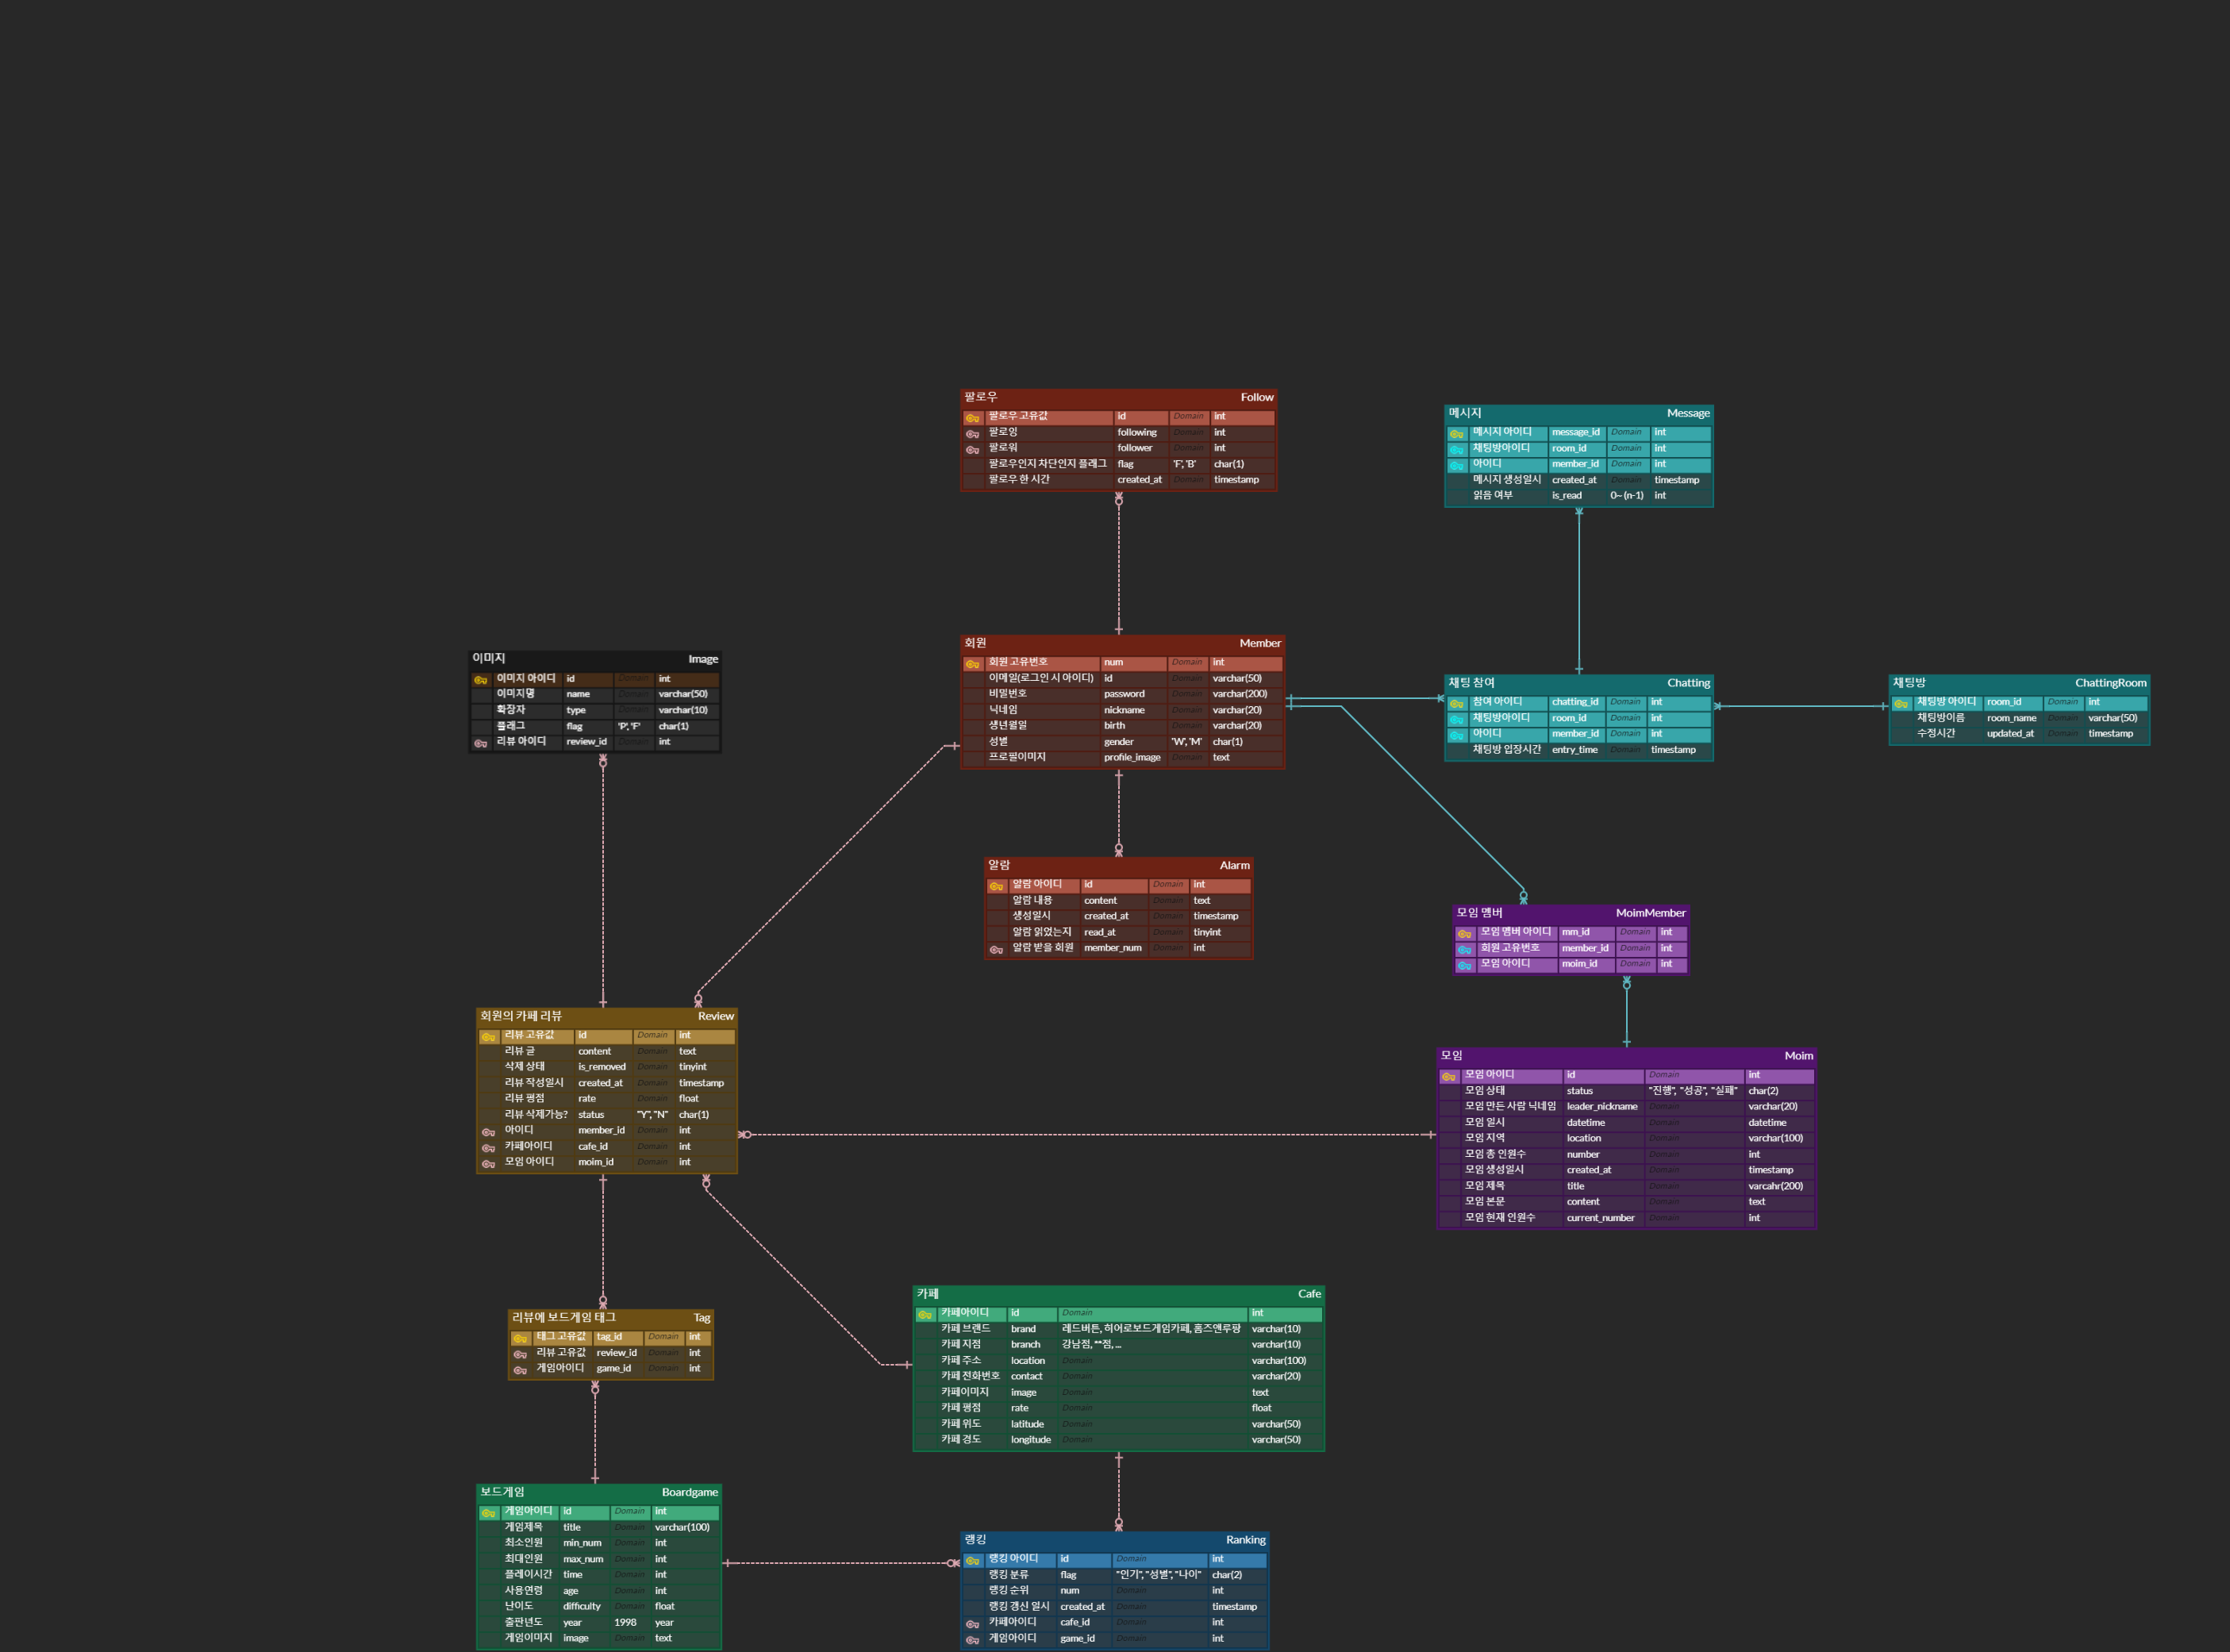 팔로우 Follow
팔로우 고유값 id Domain int
팔로잉 following Domain int
팔로워 follower Domain int
팔로우인지 차단인지 플래그 flag 'F', 'B' char(1)
팔로우 한 시간 created_at Domain timestamp
메시지 Message
메시지 아이디 message_id Domain int
채팅방아이디 room_id Domain int
아이디 member_id Domain int
메시지 생성일시 created_at Domain timestamp
읽음 여부 is_read 0~ (n-1) int
회원 Member
회원 고유번호 num Domain int
이메일(로그인 시 아이디) id Domain varchar(50)
비밀번호 password Domain varchar(200)
닉네임 nickname Domain varchar(20)
생년월일 birth Domain varchar(20)
성별 gender 'W', 'M' char(1)
프로필이미지 profile_image Domain text
이미지 Image
이미지 아이디 id Domain int
이미지명 name Domain varchar(50)
확장자 type Domain varchar(10)
플래그 flag 'P', 'F' char(1)
리뷰 아이디 review_id Domain int
채팅 참여 Chatting
참여 아이디 chatting_id Domain int
채팅방아이디 room_id Domain int
아이디 member_id Domain int
채팅방 입장시간 entry_time Domain timestamp
채팅방 ChattingRoom
채팅방 아이디 room_id Domain int
채팅방이름 room_name Domain varchar(50)
수정시간 updated_at Domain timestamp
알람 Alarm
알람 아이디 id Domain int
알람 내용 content Domain text
생성일시 created_at Domain timestamp
알람 읽었는지 read_at Domain tinyint
알람 받을 회원 member_num Domain int
모임 멤버 MoimMember
모임 멤버 아이디 mm_id Domain int
회원 고유번호 member_id Domain int
모임 아이디 moim_id Domain int
회원의 카페 리뷰 Review
리뷰 고유값 id Domain int
리뷰 글 content Domain text
삭제 상태 is_removed Domain tinyint
리뷰 작성일시 created_at Domain timestamp
리뷰 평점 rate Domain float
리뷰 삭제가능? status "Y", "N" char(1)
아이디 member_id Domain int
카페아이디 cafe_id Domain int
모임 아이디 moim_id Domain int
모임 Moim
모임 아이디 id Domain int
모임 상태 status "진행", "성공", "실패" char(2)
모임 만든 사람 닉네임 leader_nickname Domain varchar(20)
모임 일시 datetime Domain datetime
모임 지역 location Domain varchar(100)
모임 총 인원수 number Domain int
모임 생성일시 created_at Domain timestamp
모임 제목 title Domain varcahr(200)
모임 본문 content Domain text
모임 현재 인원수 current_number Domain int
리뷰에 보드게임 태그 Tag
태그 고유값 tag_id Domain int
리뷰 고유값 review_id Domain int
게임아이디 game_id Domain int
카페 Cafe
카페아이디 id Domain int
카페 브랜드 brand 레드버튼, 히어로보드게임카페, 홈즈앤루팡 varchar(10)
카페 지점 branch 강남점, **점, ... varchar(10)
카페 주소 location Domain varchar(100)
카페 전화번호 contact Domain varchar(20)
카페이미지 image Domain text
카페 평점 rate Domain float
카페 위도 latitude Domain varchar(50)
카페 경도 longitude Domain varchar(50)
보드게임 Boardgame
게임아이디 id Domain int
게임제목 title Domain varchar(100)
최소인원 min_num Domain int
최대인원 max_num Domain int
플레이시간 time Domain int
사용연령 age Domain int
난이도 difficulty Domain float
출판년도 year 1998 year
게임이미지 image Domain text
랭킹 Ranking
랭킹 아이디 id Domain int
랭킹 분류 flag "인기", "성별", "나이" char(2)
랭킹 순위 num Domain int
랭킹 갱신 일시 created_at Domain timestamp
카페아이디 cafe_id Domain int
게임아이디 game_id Domain int